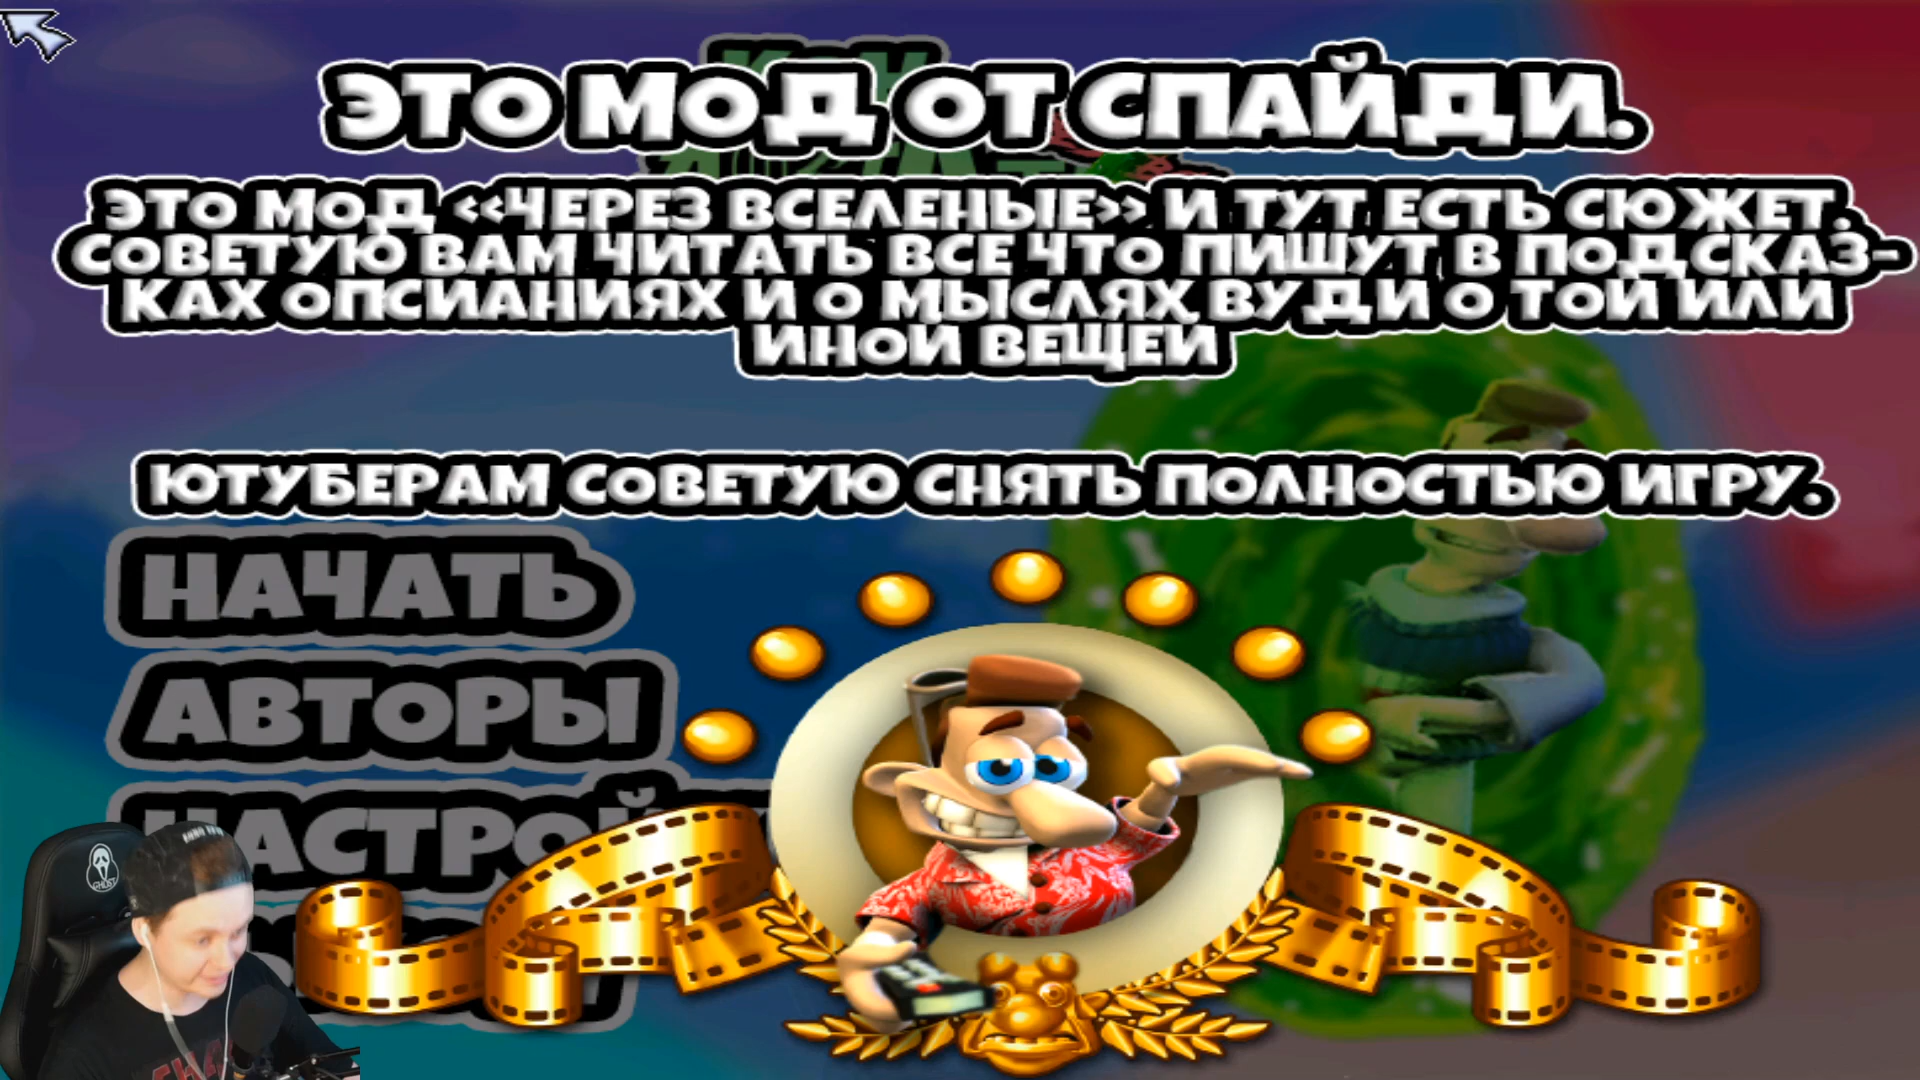 ЭТО МОД ОТ СПАЙДИ.
ЭТО МОД <<ЧЕРЕЗ ВСЕЛЕНЫЕ>> И ТУТ ЕСТЬ СЮЖЕТ.
СОВЕТУЮ ВАМ ЧИТАТЬ ВСЕ ЧТО ПИШУТ В ПОДСКАЗ-
КАХ ОПСИАНИЯХ И О МЫСЛЯХ ВУДИ О ТОЙ ИЛИ
ИНОЙ ВЕЩЕЙ
ЮТУБЕРАМ СОВЕТУЮ СНЯТЬ ПОЛНОСТЬЮ ИГРУ.
НАЧАТЬ
АВТОРЫ
GHOST